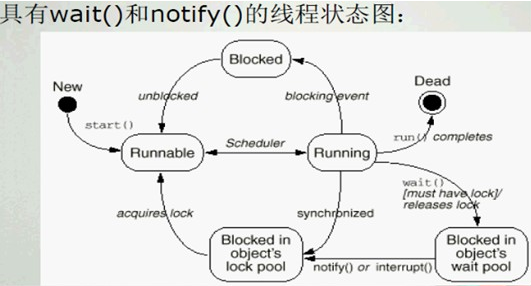 具有wait()和notify()的线程状态图：
Blocked
New
Dead
unblocked
blocking event
start()
run() completes
Scheduler
Runnable
Running
wait()
[must have lock]/
releases lock
acquires lock
synchronized
Blocked in
object's
lock pool
Blocked in
object's
wait pool
notify() or interrupt()